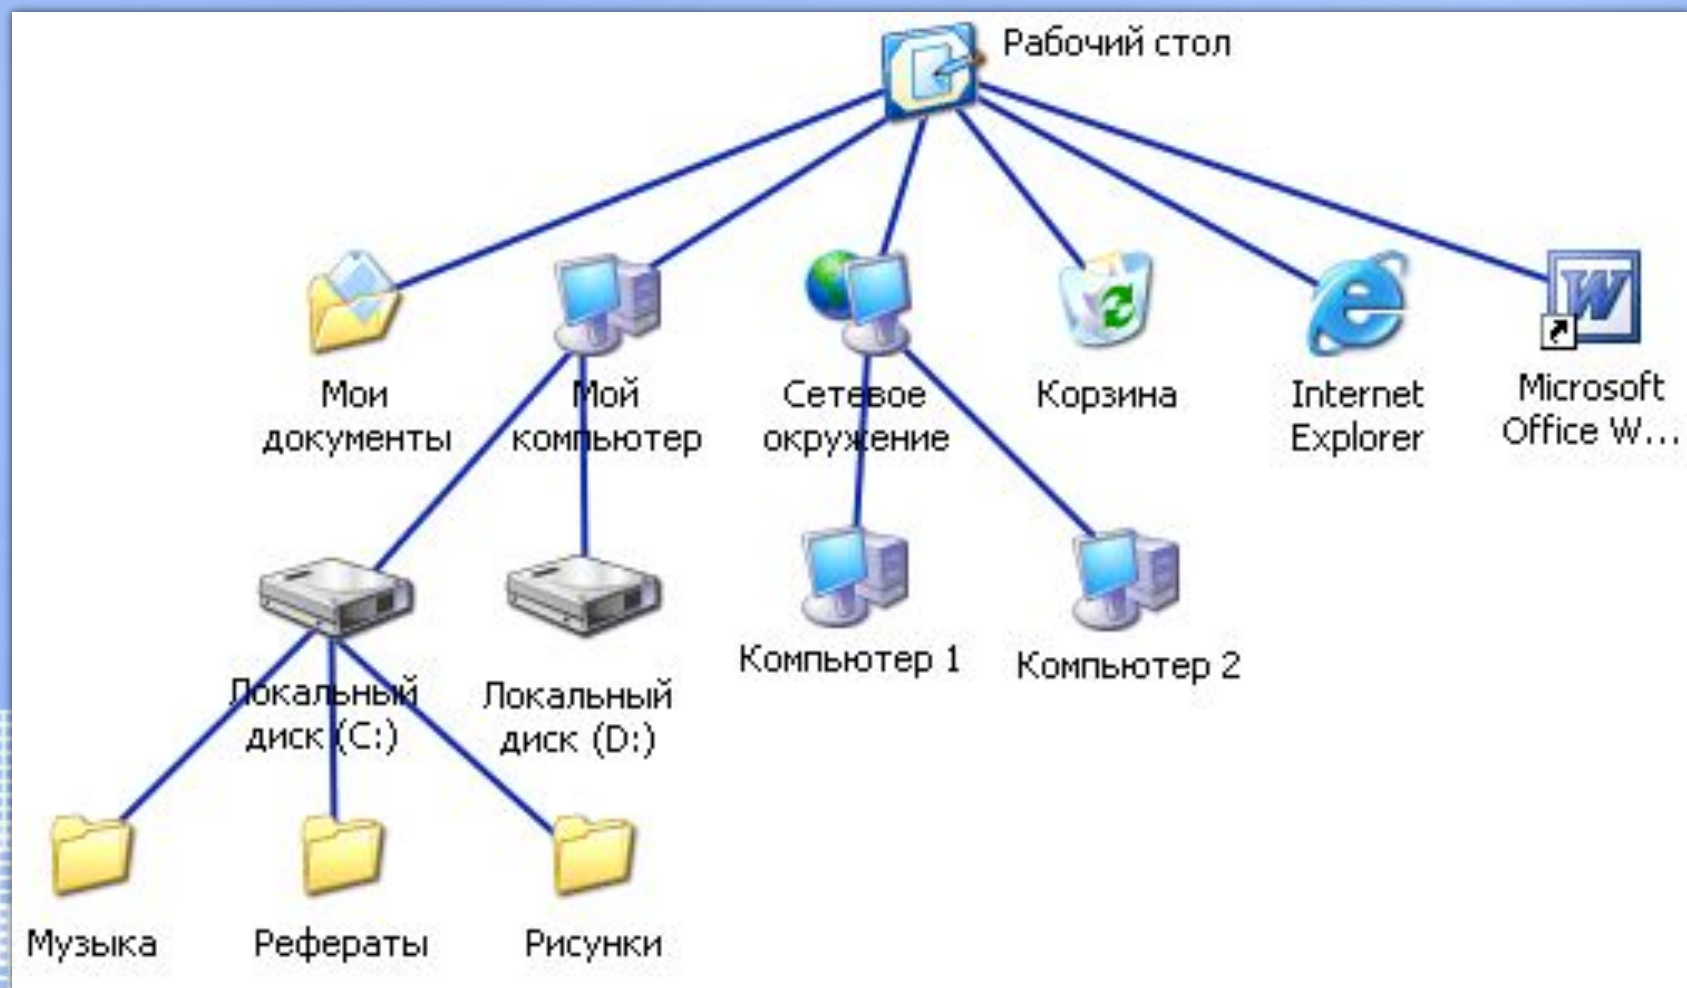 Рабочий стол
Мои
документы
Мой
компьютер
Сетевое
окружение
Корзина
Internet
Explorer
Microsoft
Office W...
Локальный
диск (C:)
Локальный
диск (D:)
Компьютер 1
Компьютер 2
Музыка
Рефераты
Рисунки